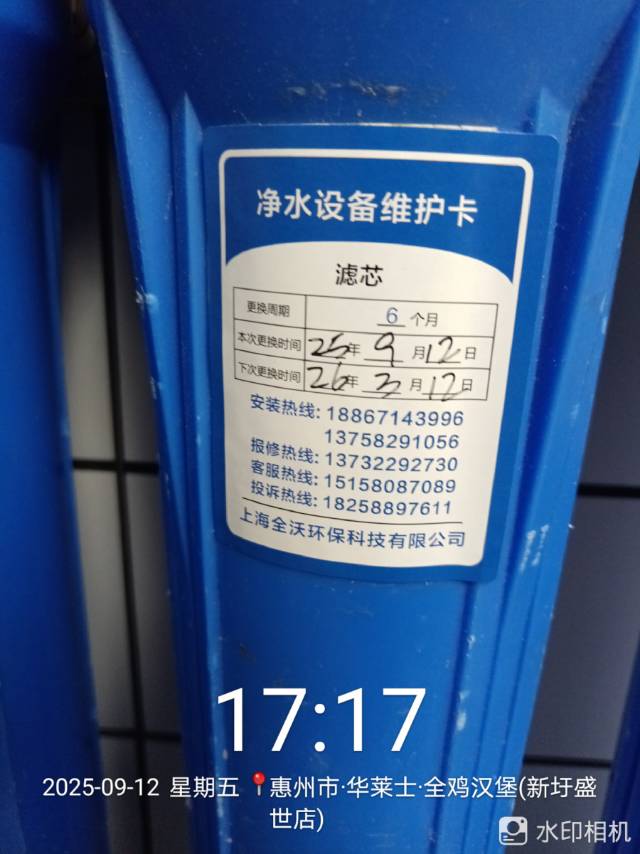 净水设备维护卡
滤芯
更换周期 6 个月
本次更换时间 25年 9 月 12 日
下次更换时间 26年 3 月 12 日
安装热线: 18867143996
13758291056
报修热线: 13732292730
客服热线: 15158087089
投诉热线: 18258897611
上海全沃环保科技有限公司
17:17
2025-09-12 星期五 📍惠州市·华莱士·全鸡汉堡(新圩盛
世店)
水印相机